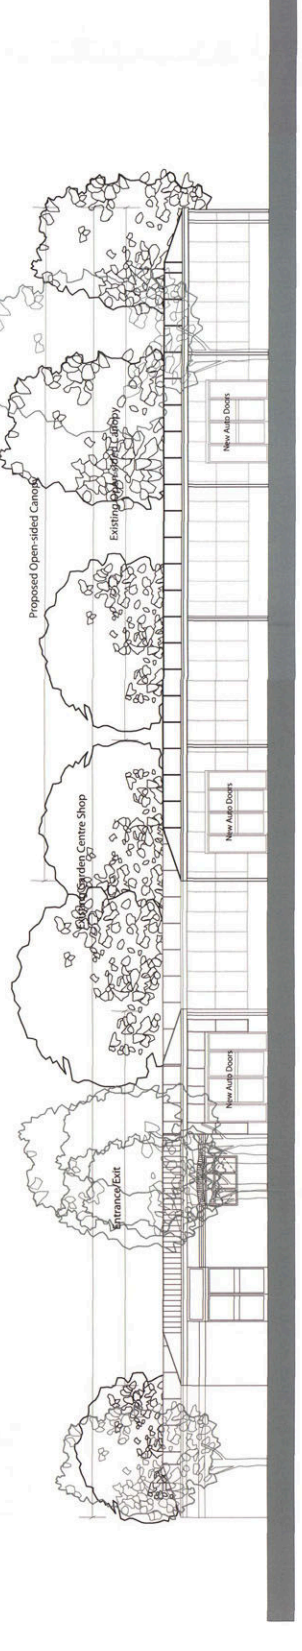 Proposed Open-sided Canopy
Existing Open-sided Canopy
Existing Garden Centre Shop
Entrance/Exit
New Auto Doors
New Auto Doors
New Auto Doors